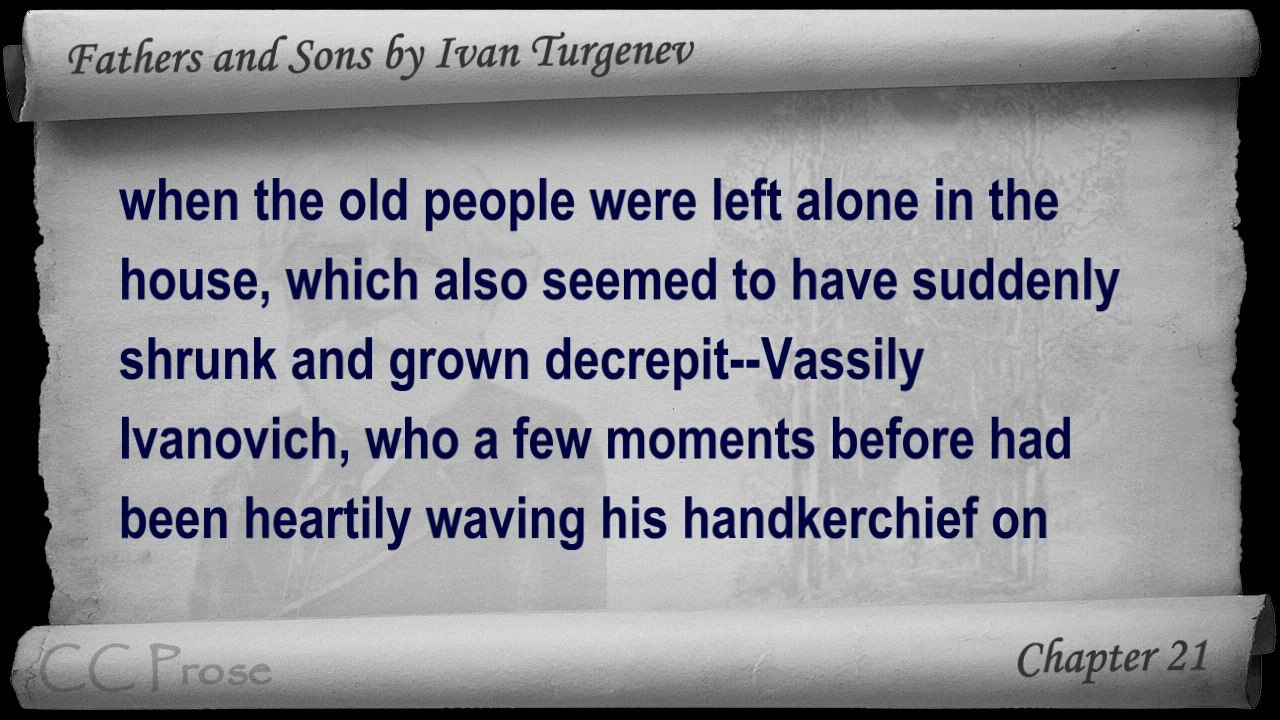 Fathers and Sons by Ivan Turgenev
when the old people were left alone in the
house, which also seemed to have suddenly
shrunk and grown decrepit--Vassily
Ivanovich, who a few moments before had
been heartily waving his handkerchief on
CC Prose
Chapter 21